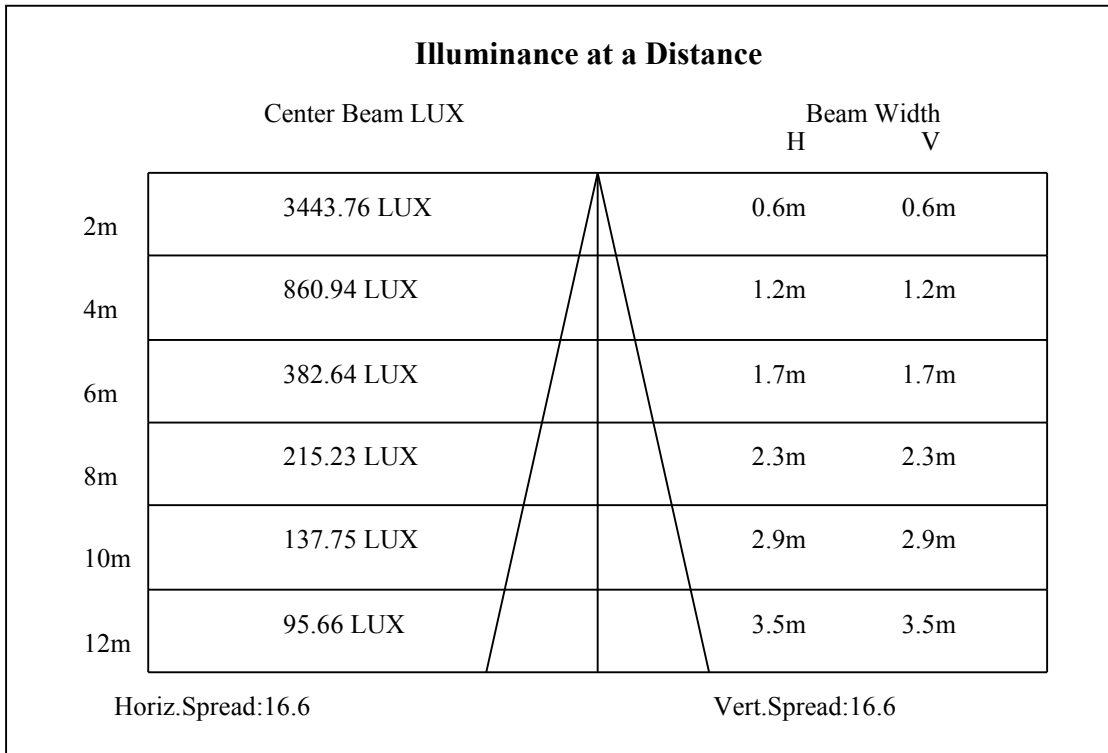 Illuminance at a Distance
Center Beam LUX Beam Width
H V
2m 3443.76 LUX 0.6m 0.6m
4m 860.94 LUX 1.2m 1.2m
6m 382.64 LUX 1.7m 1.7m
8m 215.23 LUX 2.3m 2.3m
10m 137.75 LUX 2.9m 2.9m
12m 95.66 LUX 3.5m 3.5m
Horiz.Spread:16.6 Vert.Spread:16.6